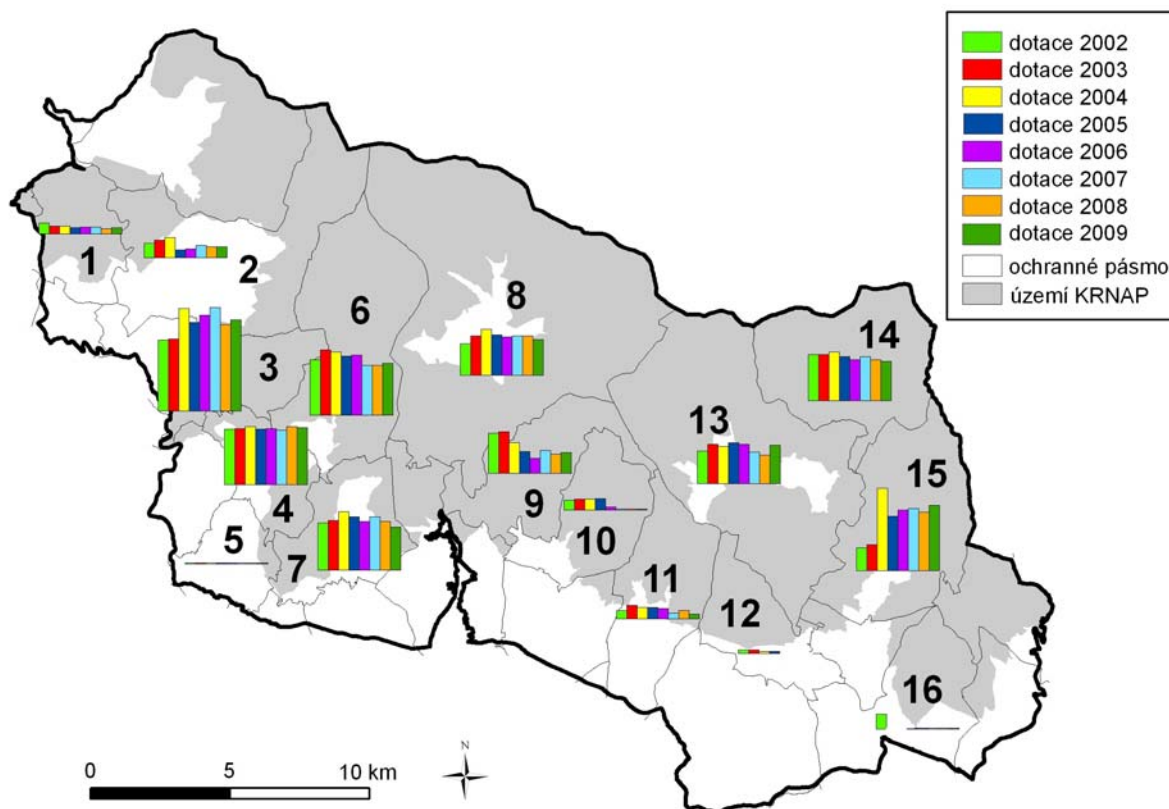 dotace 2002
dotace 2003
dotace 2004
dotace 2005
dotace 2006
dotace 2007
dotace 2008
dotace 2009
ochranné pásmo
území KRNAP
1
2
3
4
5
6
7
8
9
10
11
12
13
14
15
16
N
0 5 10 km